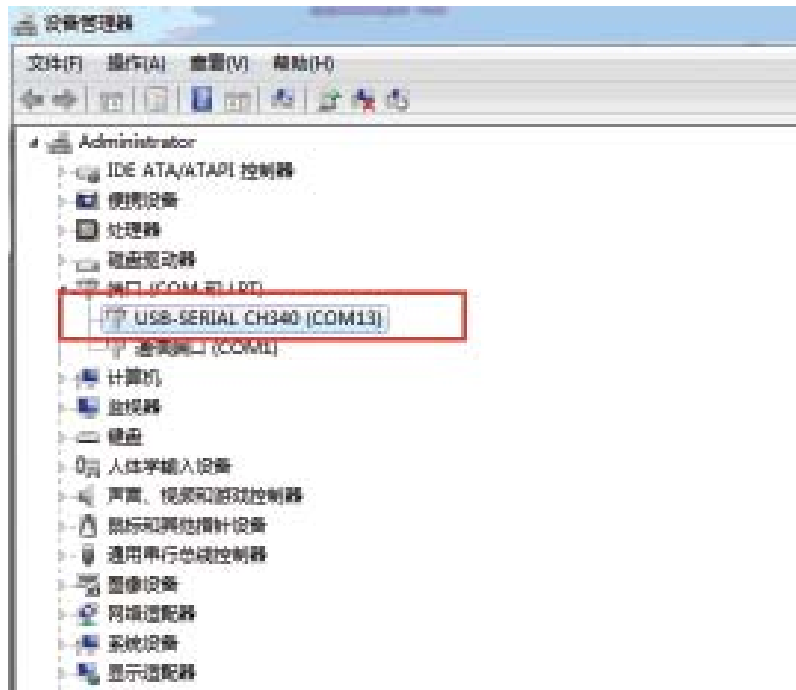 设备管理器
文件(F) 操作(A) 查看(V) 帮助(H)
Administrator
IDE ATA/ATAPI 控制器
便携设备
处理器
磁盘驱动器
端口 (COM 和 LPT)
USB-SERIAL CH340 (COM13)
通信端口 (COM1)
计算机
监视器
键盘
人体学输入设备
声音、视频和游戏控制器
鼠标和其他指针设备
通用串行总线控制器
图像设备
网络适配器
系统设备
显示适配器